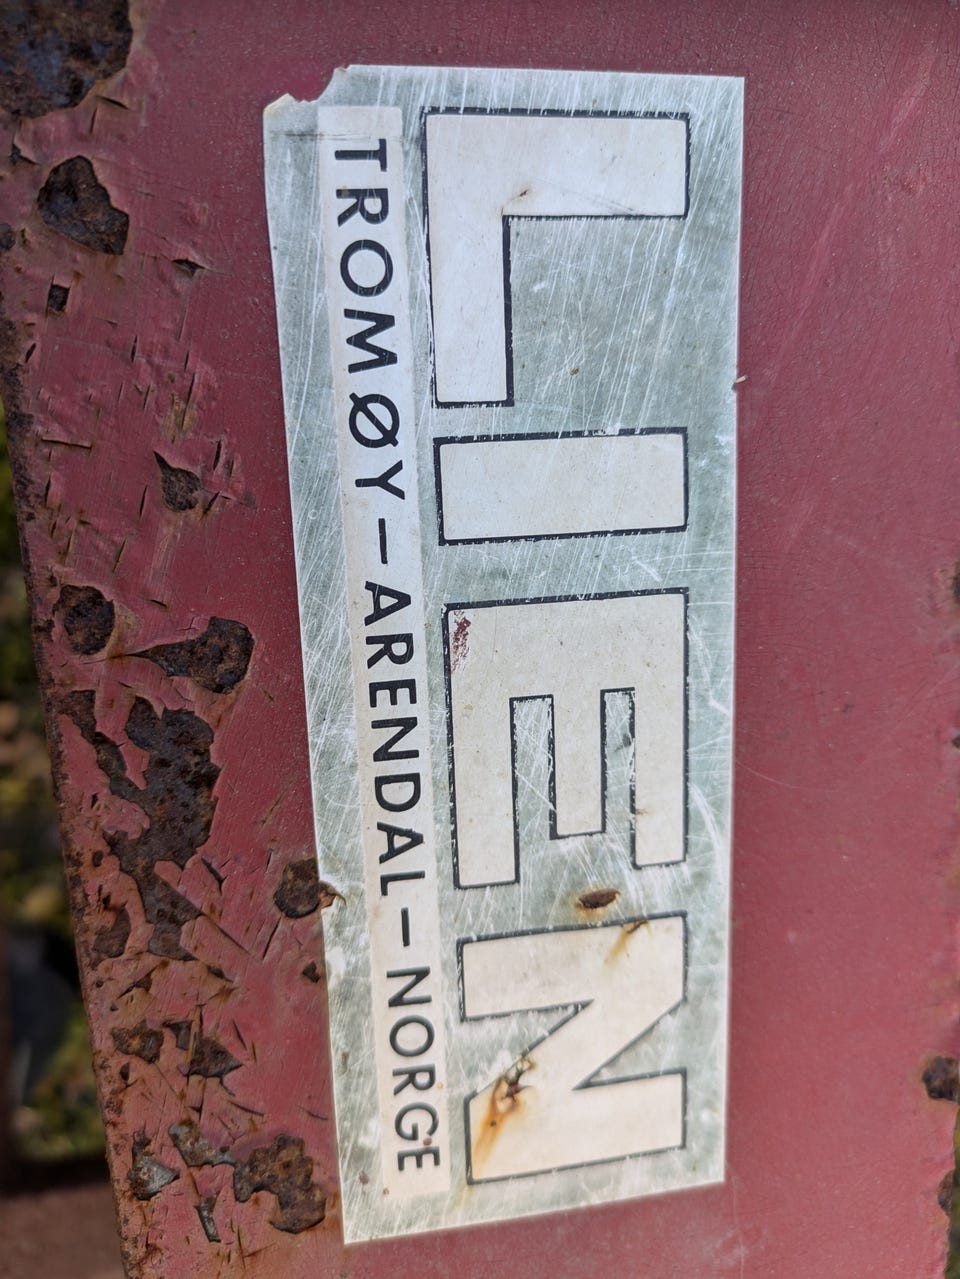 LIEN
TROMØY – ARENDAL – NORGE